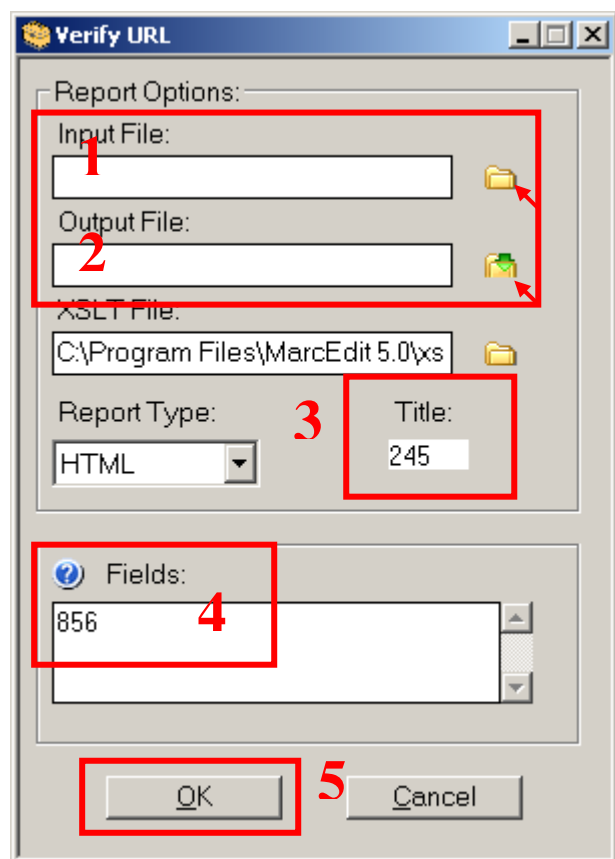 Verify URL
Report Options:
Input File:
1
Output File:
2
XSLT File:
C:\Program Files\MarcEdit 5.0\xs
Report Type:
3
Title:
HTML
245
Fields:
856
4
OK
5
Cancel